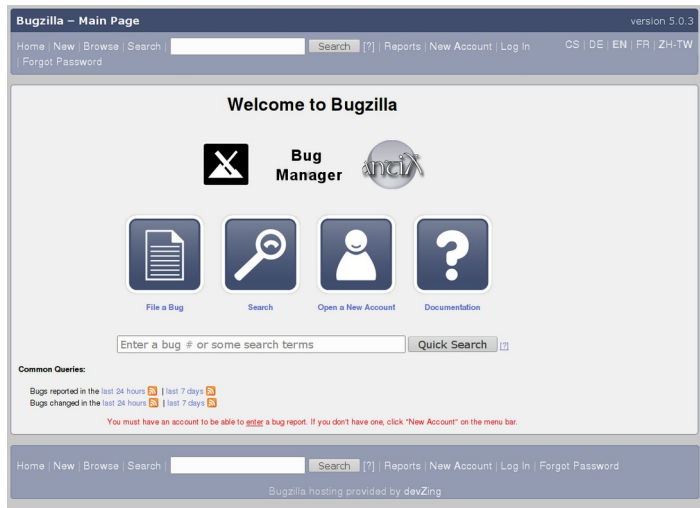 Bugzilla – Main Page
version 5.0.3
Home | New | Browse | Search | Search [?] | Reports | New Account | Log In
| Forgot Password
CS | DE | EN | FR | ZH-TW
Welcome to Bugzilla
Bug
Manager
antiX
File a Bug
Search
Open a New Account
Documentation
Enter a bug # or some search terms
Quick Search [?]
Common Queries:
Bugs reported in the last 24 hours | last 7 days
Bugs changed in the last 24 hours | last 7 days
You must have an account to be able to enter a bug report. If you don't have one, click "New Account" on the menu bar.
Home | New | Browse | Search | Search [?] | Reports | New Account | Log In | Forgot Password
Bugzilla hosting provided by devZing